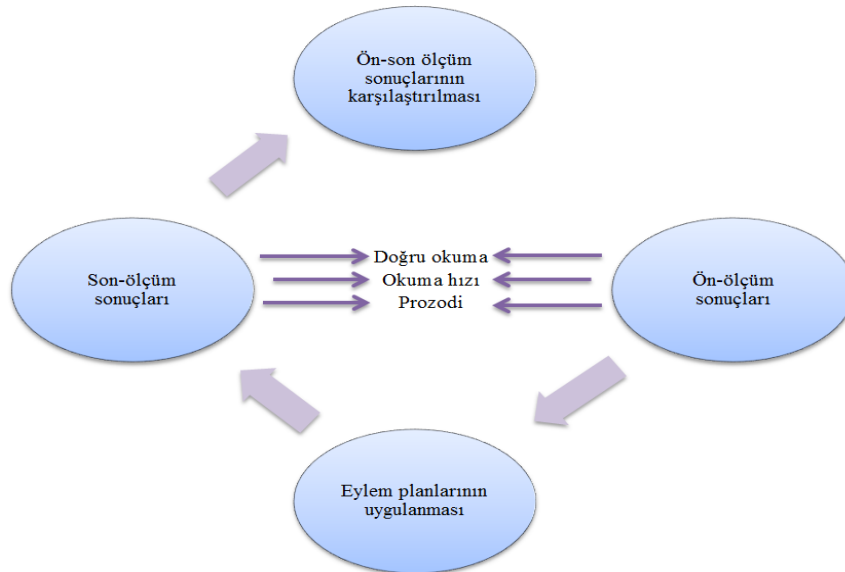 Ön-son ölçüm
sonuçlarının
karşılaştırılması
Son-ölçüm
sonuçları
Doğru okuma
Okuma hızı
Prozodi
Ön-ölçüm
sonuçları
Eylem planlarının
uygulanması